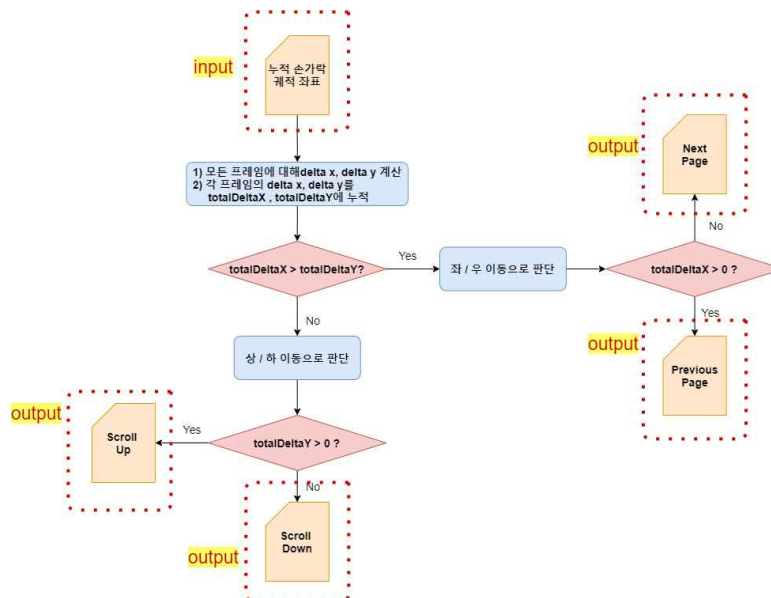 input
누적 손가락
궤적 좌표
1) 모든 프레임에 대해delta x, delta y 계산
2) 각 프레임의 delta x, delta y를
totalDeltaX , totalDeltaY에 누적
totalDeltaX > totalDeltaY?
Yes
좌 / 우 이동으로 판단
totalDeltaX > 0 ?
No
output
Next
Page
Yes
output
Previous
Page
No
상 / 하 이동으로 판단
totalDeltaY > 0 ?
Yes
output
Scroll
Up
No
output
Scroll
Down